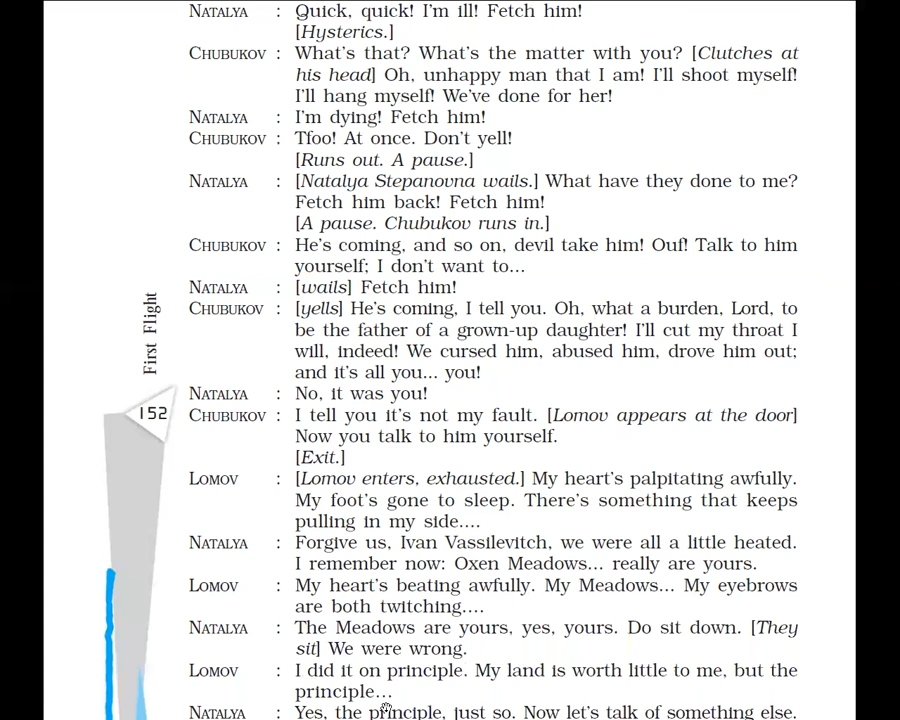 NATALYA : Quick, quick! I'm ill! Fetch him!
[Hysterics.]
CHUBUKOV : What's that? What's the matter with you? [Clutches at
his head] Oh, unhappy man that I am! I'll shoot myself!
I'll hang myself! We've done for her!
NATALYA : I'm dying! Fetch him!
CHUBUKOV : Tfoo! At once. Don't yell!
[Runs out. A pause.]
NATALYA : [Natalya Stepanovna wails.] What have they done to me?
Fetch him back! Fetch him!
[A pause. Chubukov runs in.]
CHUBUKOV : He's coming, and so on, devil take him! Ouf! Talk to him
yourself; I don't want to...
NATALYA : [wails] Fetch him!
CHUBUKOV : [yells] He's coming, I tell you. Oh, what a burden, Lord, to
be the father of a grown-up daughter! I'll cut my throat I
will, indeed! We cursed him, abused him, drove him out;
and it's all you... you!
NATALYA : No, it was you!
CHUBUKOV : I tell you it's not my fault. [Lomov appears at the door]
Now you talk to him yourself.
[Exit.]
LOMOV : [Lomov enters, exhausted.] My heart's palpitating awfully.
My foot's gone to sleep. There's something that keeps
pulling in my side....
NATALYA : Forgive us, Ivan Vassilevitch, we were all a little heated.
I remember now: Oxen Meadows... really are yours.
LOMOV : My heart's beating awfully. My Meadows... My eyebrows
are both twitching....
NATALYA : The Meadows are yours, yes, yours. Do sit down. [They
sit] We were wrong.
LOMOV : I did it on principle. My land is worth little to me, but the
principle...
NATALYA : Yes, the principle, just so. Now let's talk of something else.
First Flight
152